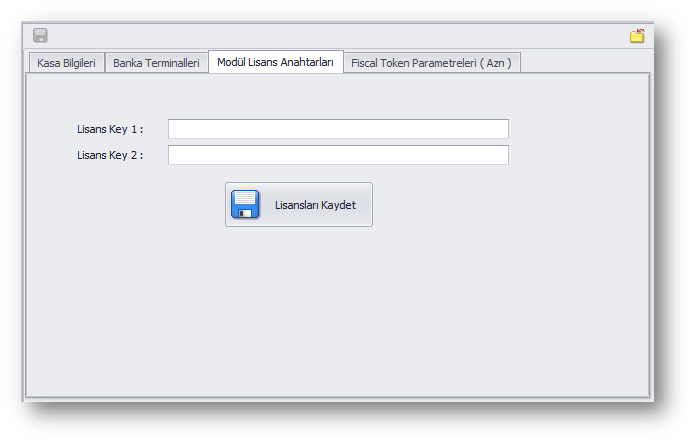 Kasa Bilgileri Banka Terminalleri Modül Lisans Anahtarları Fiscal Token Parametreleri ( Azn )
Lisans Key 1 :
Lisans Key 2 :
Lisansları Kaydet